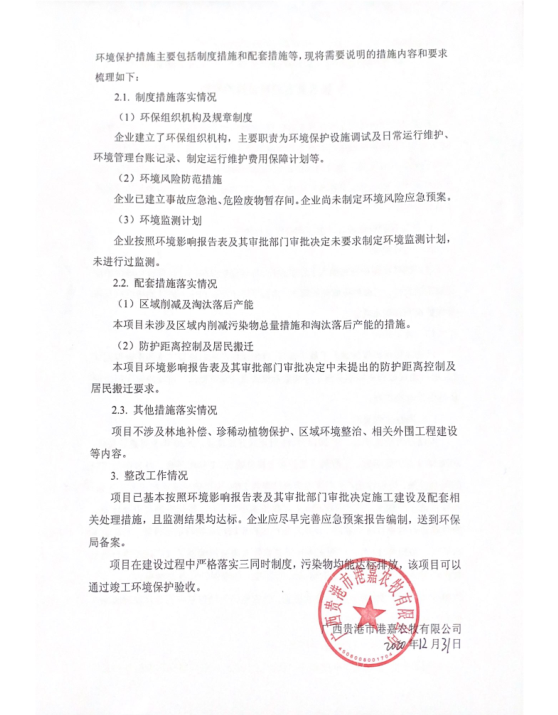 环境保护措施主要包括制度措施和配套措施等，现将需要说明的措施内容和要求
梳理如下：
2.1. 制度措施落实情况
（1）环保组织机构及规章制度
企业建立了环保组织机构，主要职责为环境保护设施调试及日常运行维护、
环境管理台账记录、制定运行维护费用保障计划等。
（2）环境风险防范措施
企业已建立事故应急池、危险废物暂存间。企业尚未制定环境风险应急预案。
（3）环境监测计划
企业按照环境影响报告表及其审批部门审批决定未要求制定环境监测计划，
未进行过监测。
2.2. 配套措施落实情况
（1）区域削减及淘汰落后产能
本项目未涉及区域内削减污染物总量措施和淘汰落后产能的措施。
（2）防护距离控制及居民搬迁
本项目环境影响报告表及其审批部门审批决定中未提出的防护距离控制及
居民搬迁要求。
2.3. 其他措施落实情况
项目不涉及林地补偿、珍稀动植物保护、区域环境整治、相关外围工程建设
等内容。
3. 整改工作情况
项目已基本按照环境影响报告表及其审批部门审批决定施工建设及配套相
关处理措施，且监测结果均达标。企业应尽早完善应急预案报告编制，送到环保
局备案。
项目在建设过程中严格落实三同时制度，污染物均能达标排放，该项目可以
通过竣工环境保护验收。
广西贵港市港嘉农牧有限公司
广西贵港市港嘉农牧有限公司
2020年12月31日